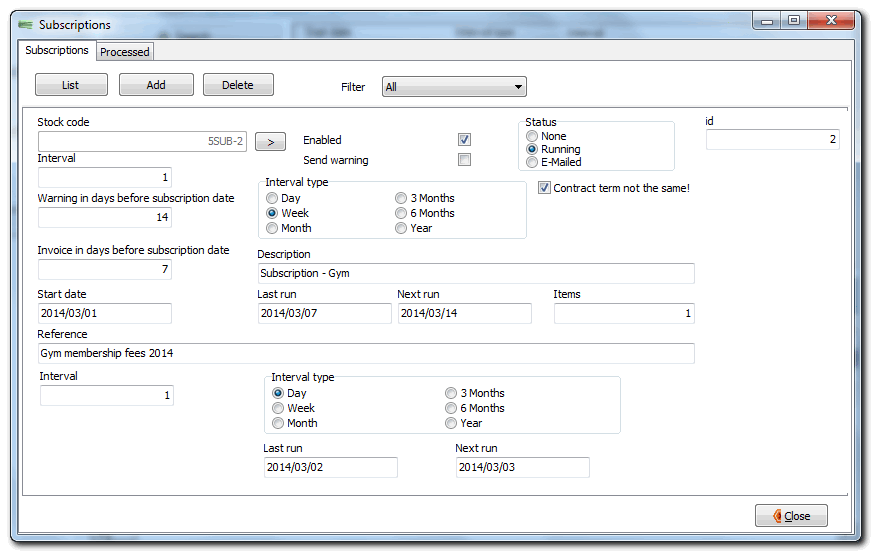 Subscriptions
Subscriptions Processed
List Add Delete Filter All
Stock code
5SUB-2 >
Enabled
Send warning
Status
None
Running
E-Mailed
id
2
Interval
1
Warning in days before subscription date
14
Interval type
Day 3 Months
Week 6 Months
Month Year
Contract term not the same!
Invoice in days before subscription date
7
Description
Subscription - Gym
Start date Last run Next run Items
2014/03/01 2014/03/07 2014/03/14 1
Reference
Gym membership fees 2014
Interval
1
Interval type
Day 3 Months
Week 6 Months
Month Year
Last run Next run
2014/03/02 2014/03/03
Close